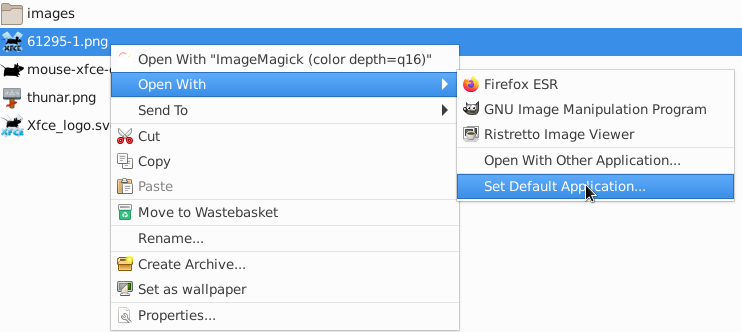 images
61295-1.png
mouse-xfce-
thunar.png
Xfce_logo.sv
Open With "ImageMagick (color depth=q16)"
Open With
Send To
Cut
Copy
Paste
Move to Wastebasket
Rename...
Create Archive...
Set as wallpaper
Properties...
Firefox ESR
GNU Image Manipulation Program
Ristretto Image Viewer
Open With Other Application...
Set Default Application...